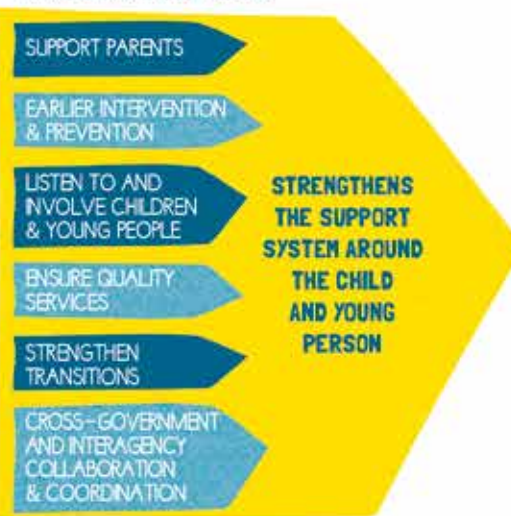 SUPPORT PARENTS
EARLIER INTERVENTION
& PREVENTION
LISTEN TO AND
INVOLVE CHILDREN
& YOUNG PEOPLE
ENSURE QUALITY
SERVICES
STRENGTHEN
TRANSITIONS
CROSS-GOVERNMENT
AND INTERAGENCY
COLLABORATION
& COORDINATION
STRENGTHENS
THE SUPPORT
SYSTEM AROUND
THE CHILD
AND YOUNG
PERSON